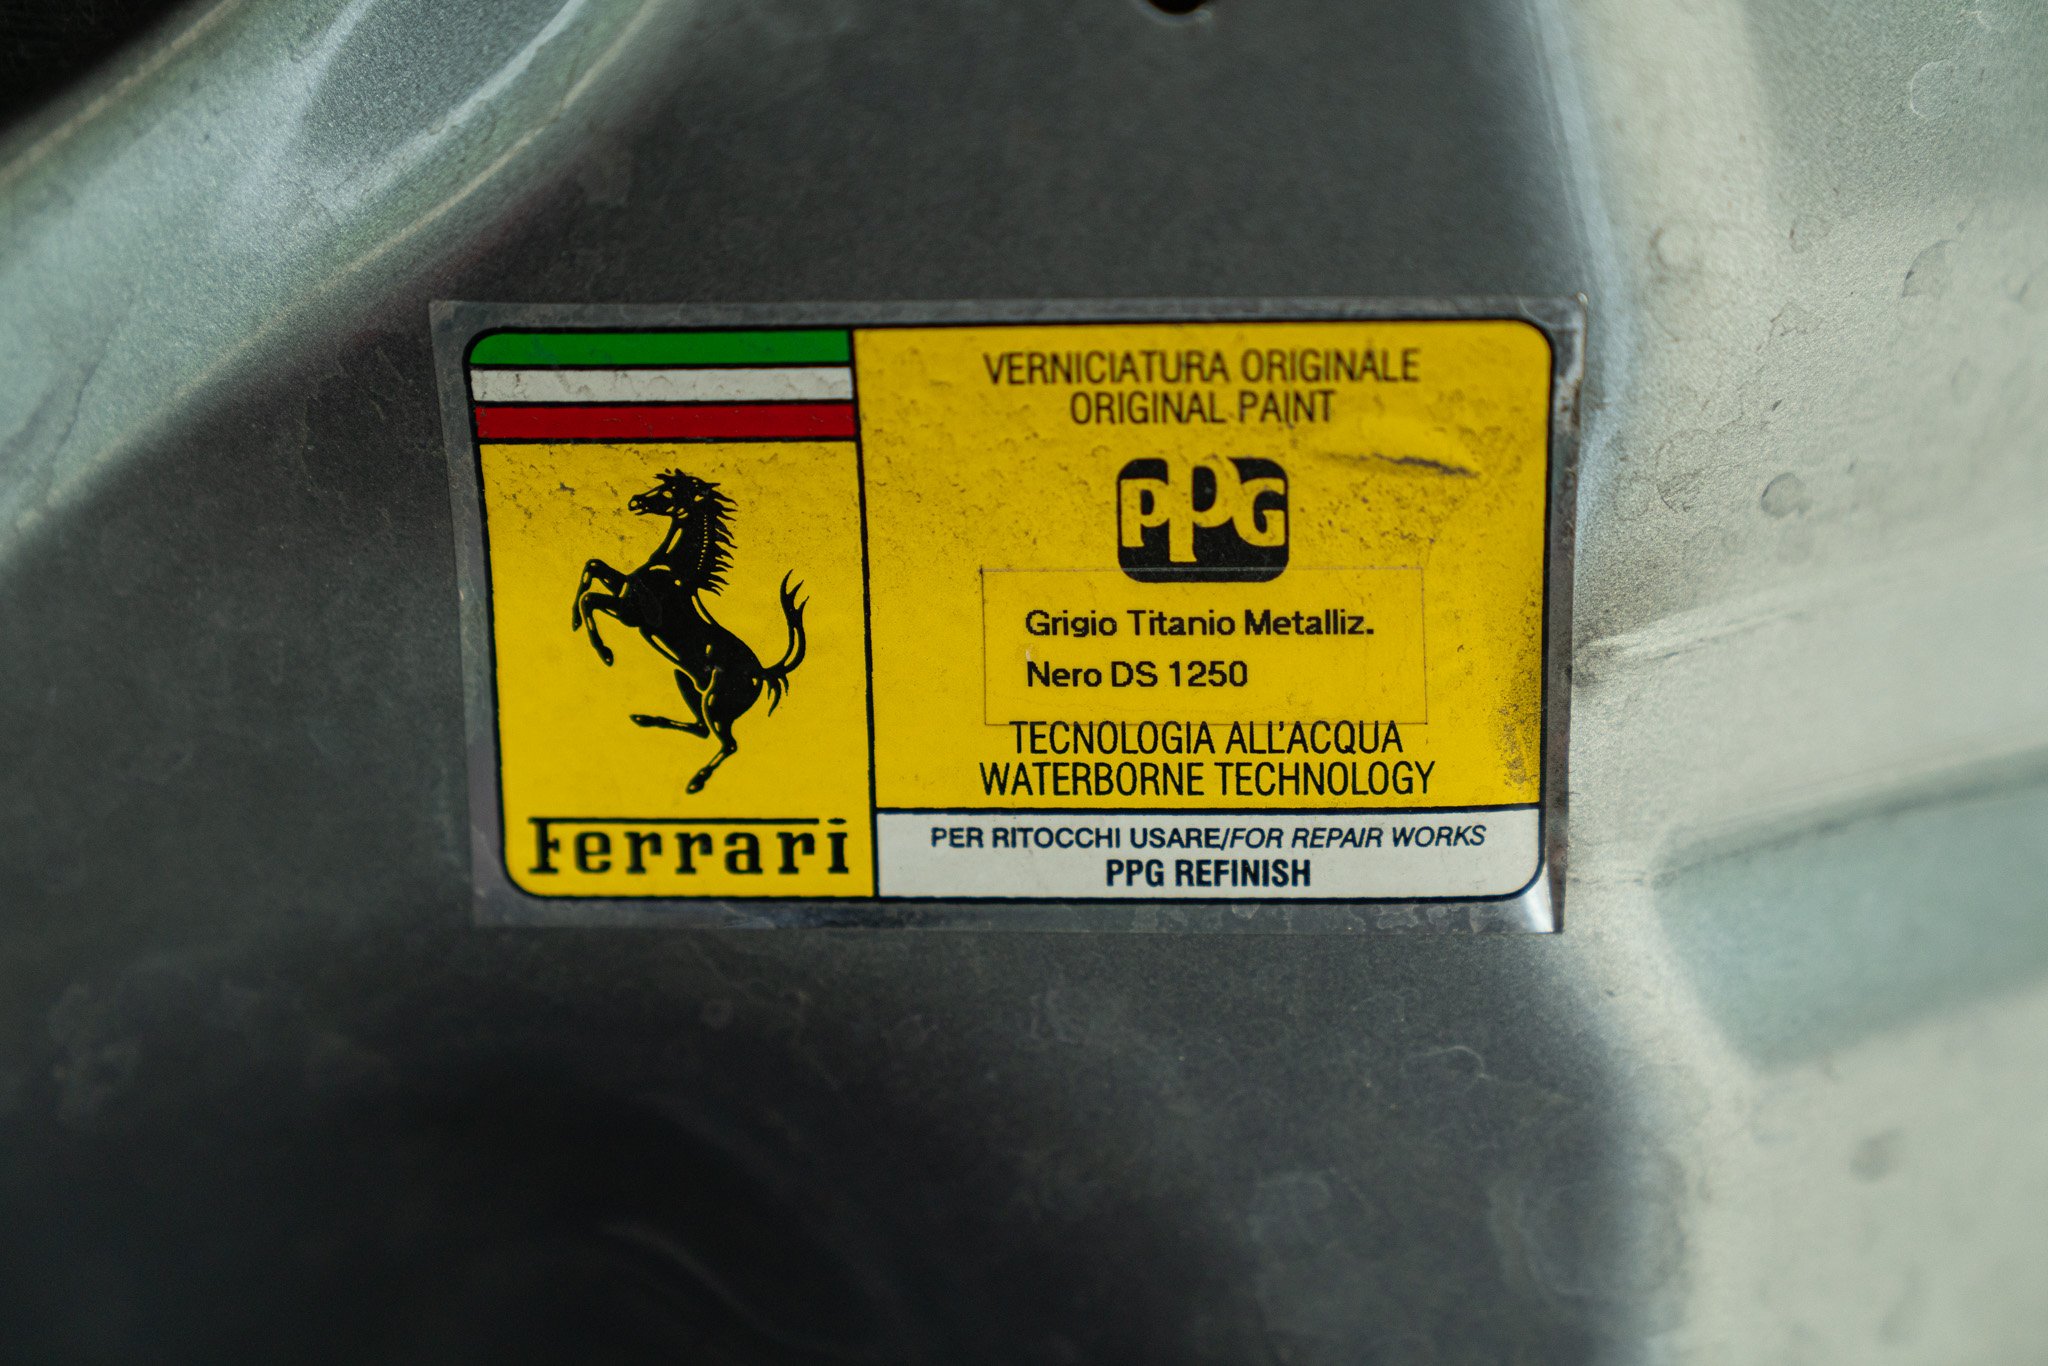 VERNICIATURA ORIGINALE
ORIGINAL PAINT
PPG
Grigio Titanio Metalliz.
Nero DS 1250
TECNOLOGIA ALL'ACQUA
WATERBORNE TECHNOLOGY
Ferrari
PER RITOCCHI USARE/FOR REPAIR WORKS
PPG REFINISH